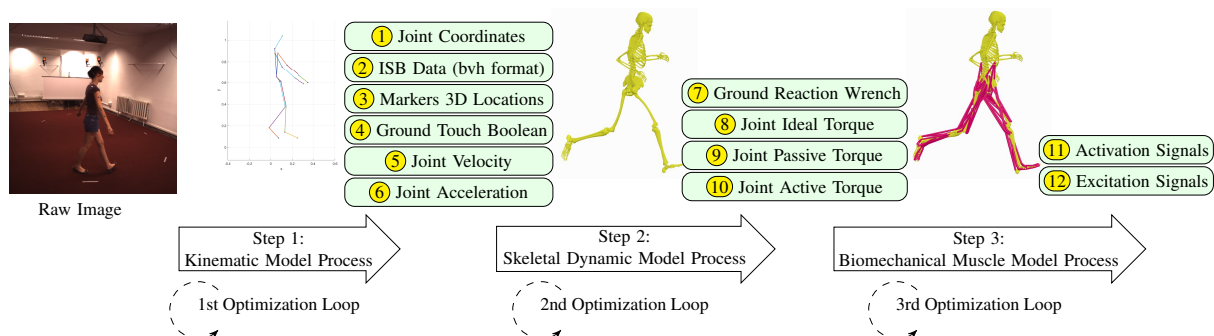 1 Joint Coordinates
2 ISB Data (bvh format)
3 Markers 3D Locations
4 Ground Touch Boolean
5 Joint Velocity
6 Joint Acceleration
7 Ground Reaction Wrench
8 Joint Ideal Torque
9 Joint Passive Torque
10 Joint Active Torque
11 Activation Signals
12 Excitation Signals
Raw Image
Step 1:
Kinematic Model Process
Step 2:
Skeletal Dynamic Model Process
Step 3:
Biomechanical Muscle Model Process
1st Optimization Loop
2nd Optimization Loop
3rd Optimization Loop